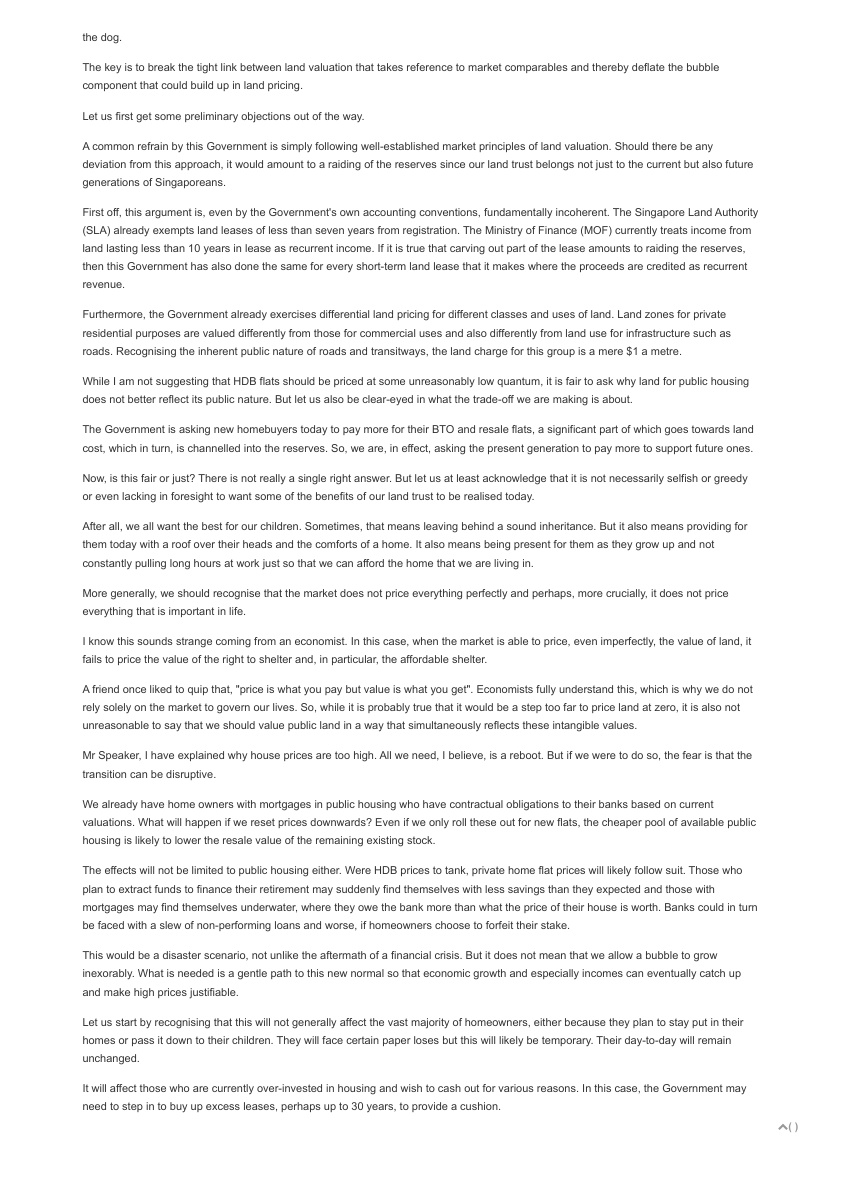 the dog.
The key is to break the tight link between land valuation that takes reference to market comparables and thereby deflate the bubble
component that could build up in land pricing.
Let us first get some preliminary objections out of the way.
A common refrain by this Government is simply following well-established market principles of land valuation. Should there be any
deviation from this approach, it would amount to a raiding of the reserves since our land trust belongs not just to the current but also future
generations of Singaporeans.
First off, this argument is, even by the Government's own accounting conventions, fundamentally incoherent. The Singapore Land Authority
(SLA) already exempts land leases of less than seven years from registration. The Ministry of Finance (MOF) currently treats income from
land lasting less than 10 years in lease as recurrent income. If it is true that carving out part of the lease amounts to raiding the reserves,
then this Government has also done the same for every short-term land lease that it makes where the proceeds are credited as recurrent
revenue.
Furthermore, the Government already exercises differential land pricing for different classes and uses of land. Land zones for private
residential purposes are valued differently from those for commercial uses and also differently from land use for infrastructure such as
roads. Recognising the inherent public nature of roads and transitways, the land charge for this group is a mere $1 a metre.
While I am not suggesting that HDB flats should be priced at some unreasonably low quantum, it is fair to ask why land for public housing
does not better reflect its public nature. But let us also be clear-eyed in what the trade-off we are making is about.
The Government is asking new homebuyers today to pay more for their BTO and resale flats, a significant part of which goes towards land
cost, which in turn, is channelled into the reserves. So, we are, in effect, asking the present generation to pay more to support future ones.
Now, is this fair or just? There is not really a single right answer. But let us at least acknowledge that it is not necessarily selfish or greedy
or even lacking in foresight to want some of the benefits of our land trust to be realised today.
After all, we all want the best for our children. Sometimes, that means leaving behind a sound inheritance. But it also means providing for
them today with a roof over their heads and the comforts of a home. It also means being present for them as they grow up and not
constantly pulling long hours at work just so that we can afford the home that we are living in.
More generally, we should recognise that the market does not price everything perfectly and perhaps, more crucially, it does not price
everything that is important in life.
I know this sounds strange coming from an economist. In this case, when the market is able to price, even imperfectly, the value of land, it
fails to price the value of the right to shelter and, in particular, the affordable shelter.
A friend once liked to quip that, "price is what you pay but value is what you get". Economists fully understand this, which is why we do not
rely solely on the market to govern our lives. So, while it is probably true that it would be a step too far to price land at zero, it is also not
unreasonable to say that we should value public land in a way that simultaneously reflects these intangible values.
Mr Speaker, I have explained why house prices are too high. All we need, I believe, is a reboot. But if we were to do so, the fear is that the
transition can be disruptive.
We already have home owners with mortgages in public housing who have contractual obligations to their banks based on current
valuations. What will happen if we reset prices downwards? Even if we only roll these out for new flats, the cheaper pool of available public
housing is likely to lower the resale value of the remaining existing stock.
The effects will not be limited to public housing either. Were HDB prices to tank, private home flat prices will likely follow suit. Those who
plan to extract funds to finance their retirement may suddenly find themselves with less savings than they expected and those with
mortgages may find themselves underwater, where they owe the bank more than what the price of their house is worth. Banks could in turn
be faced with a slew of non-performing loans and worse, if homeowners choose to forfeit their stake.
This would be a disaster scenario, not unlike the aftermath of a financial crisis. But it does not mean that we allow a bubble to grow
inexorably. What is needed is a gentle path to this new normal so that economic growth and especially incomes can eventually catch up
and make high prices justifiable.
Let us start by recognising that this will not generally affect the vast majority of homeowners, either because they plan to stay put in their
homes or pass it down to their children. They will face certain paper loses but this will likely be temporary. Their day-to-day will remain
unchanged.
It will affect those who are currently over-invested in housing and wish to cash out for various reasons. In this case, the Government may
need to step in to buy up excess leases, perhaps up to 30 years, to provide a cushion.
( )